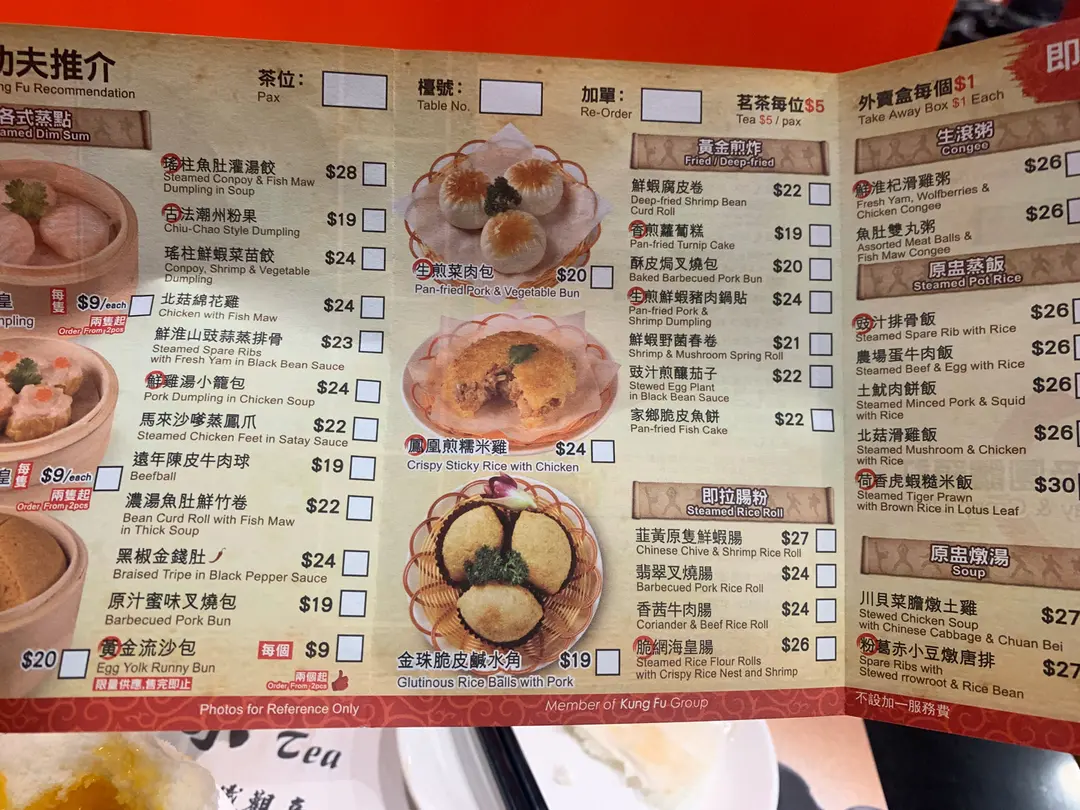 功夫推介
ng Fu Recommendation
茶位:
Pax
檯號:
Table No.
加單:
Re-Order
茗茶每位$5
Tea $5 / pax
外賣盒每個$1
Take Away Box $1 Each
即
各式蒸點
amed Dim Sum
皇
每隻
$9/each
mpling
兩隻起
Order From 2pcs
皇
每隻
$9/each
兩隻起
Order From 2pcs
$20
瑤柱魚肚灌湯餃
$28
Steamed Conpoy & Fish Maw
Dumpling in Soup
古法潮州粉果
$19
Chiu-Chao Style Dumpling
瑤柱鮮蝦菜苗餃
$24
Conpoy, Shrimp & Vegetable
Dumpling
北菇綿花雞
$24
Chicken with Fish Maw
鮮淮山豉蒜蒸排骨
$23
Steamed Spare Ribs
with Fresh Yam in Black Bean Sauce
鮮雞湯小籠包
$24
Pork Dumpling in Chicken Soup
馬來沙嗲蒸鳳爪
$22
Steamed Chicken Feet in Satay Sauce
遠年陳皮牛肉球
$19
Beefball
濃湯魚肚鮮竹卷
$22
Bean Curd Roll with Fish Maw
in Thick Soup
黑椒金錢肚
$24
Braised Tripe in Black Pepper Sauce
原汁蜜味叉燒包
$19
Barbecued Pork Bun
黃金流沙包
每個
$9
Egg Yolk Runny Bun
限量供應,售完即止
兩個起
Order From 2pcs
生煎菜肉包
$20
Pan-fried Pork & Vegetable Bun
鳳凰煎糯米雞
$24
Crispy Sticky Rice with Chicken
金珠脆皮鹹水角
$19
Glutinous Rice Balls with Pork
黃金煎炸
Fried / Deep-fried
鮮蝦腐皮卷
$22
Deep-fried Shrimp Bean
Curd Roll
香煎蘿蔔糕
$19
Pan-fried Turnip Cake
酥皮焗叉燒包
$20
Baked Barbecued Pork Bun
生煎鮮蝦豬肉鍋貼
$24
Pan-fried Pork &
Shrimp Dumpling
鮮蝦野菌春卷
$21
Shrimp & Mushroom Spring Roll
豉汁煎釀茄子
$22
Stewed Egg Plant
in Black Bean Sauce
家鄉脆皮魚餅
$22
Pan-fried Fish Cake
即拉腸粉
Steamed Rice Roll
韮黃原隻鮮蝦腸
$27
Chinese Chive & Shrimp Rice Roll
翡翠叉燒腸
$24
Barbecued Pork Rice Roll
香茜牛肉腸
$24
Coriander & Beef Rice Roll
脆網海皇腸
$26
Steamed Rice Flour Rolls
with Crispy Rice Nest and Shrimp
生滾粥
Congee
鮮淮杞滑雞粥
$26
Fresh Yam, Wolfberries &
Chicken Congee
魚肚雙丸粥
$26
Assorted Meat Balls &
Fish Maw Congee
原盅蒸飯
Steamed Pot Rice
豉汁排骨飯
$26
Steamed Spare Rib with Rice
農場蛋牛肉飯
$26
Steamed Beef & Egg with Rice
土魷肉餅飯
$26
Steamed Minced Pork & Squid
with Rice
北菇滑雞飯
$26
Steamed Mushroom & Chicken
with Rice
荷香虎蝦糙米飯
$30
Steamed Tiger Prawn
with Brown Rice in Lotus Leaf
原盅燉湯
Soup
川貝菜膽燉土雞
$27
Stewed Chicken Soup
with Chinese Cabbage & Chuan Bei
粉葛赤小豆燉唐排
$27
Spare Ribs with
Stewed rrowroot & Rice Bean
Photos for Reference Only
Member of Kung Fu Group
不設加一服務費
Tea